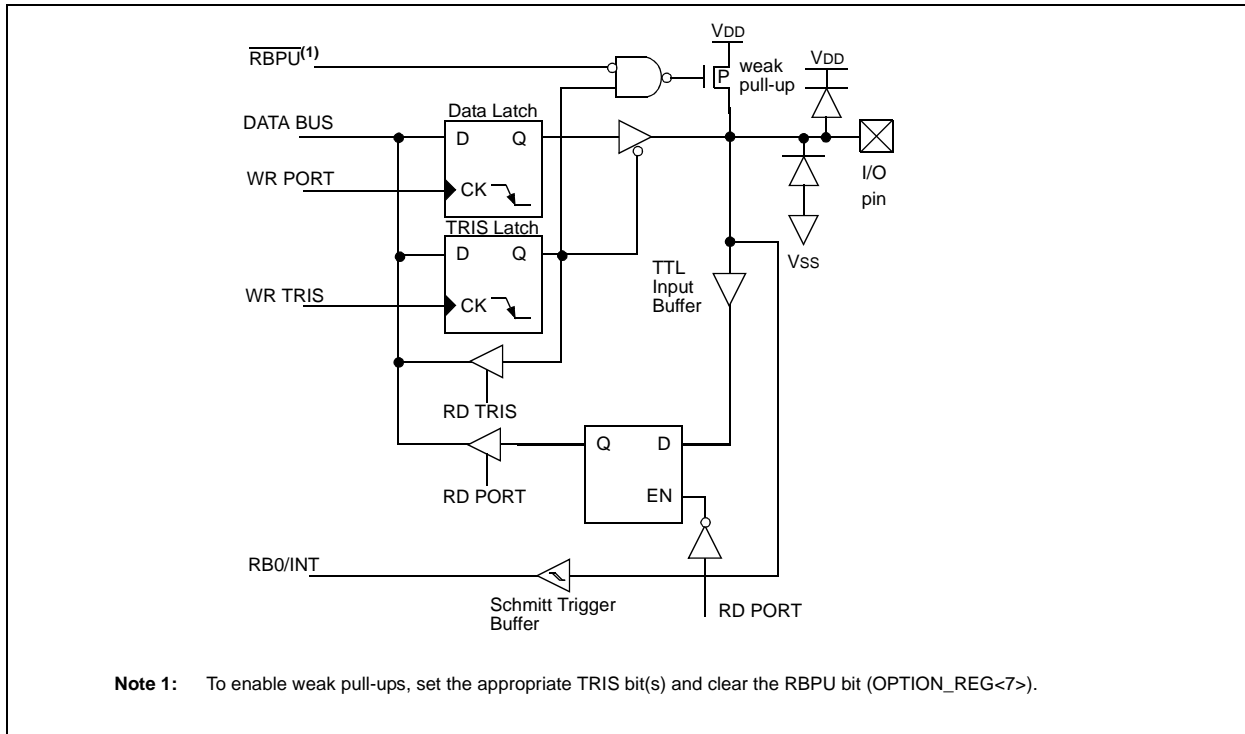 VDD
RBPU(1)
P
weak
pull-up
VDD
Data Latch
DATA BUS
D
Q
I/O
pin
WR PORT
CK
TRIS Latch
D
Q
VSS
TTL
Input
Buffer
WR TRIS
CK
RD TRIS
Q
D
RD PORT
EN
RB0/INT
Schmitt Trigger
Buffer
RD PORT
Note 1: To enable weak pull-ups, set the appropriate TRIS bit(s) and clear the RBPU bit (OPTION_REG<7>).